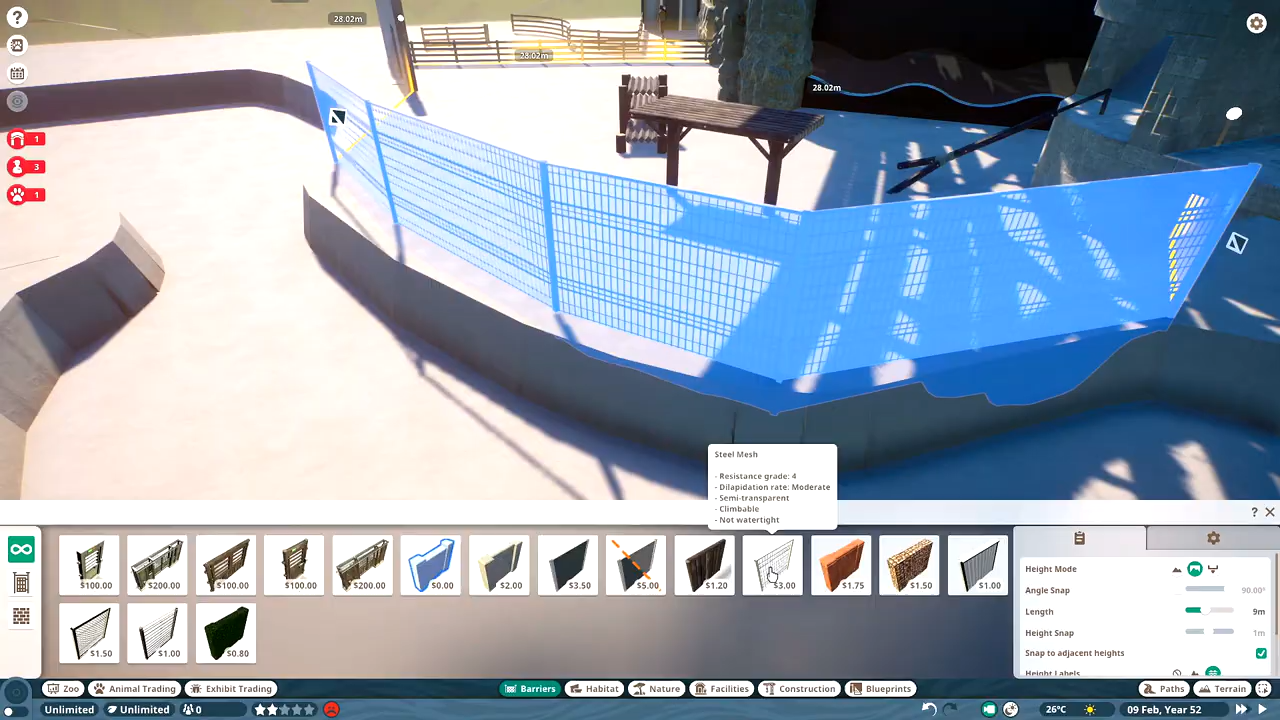 28.02m
28.02m
28.02m
1
3
1
Steel Mesh
- Resistance grade: 4
- Dilapidation rate: Moderate
- Semi-transparent
- Climbable
- Not watertight
?
?
$100.00
$200.00
$100.00
$100.00
$200.00
$0.00
$2.00
$3.50
$5.00
$1.20
$3.00
$1.75
$1.50
$1.00
$1.50
$1.00
$0.80
Height Mode
Angle Snap 90.00°
Length 9m
Height Snap 1m
Snap to adjacent heights
Height Labels
Zoo
Animal Trading
Exhibit Trading
Barriers
Habitat
Nature
Facilities
Construction
Blueprints
Paths
Terrain
Unlimited
Unlimited
0
26°C
09 Feb, Year 52